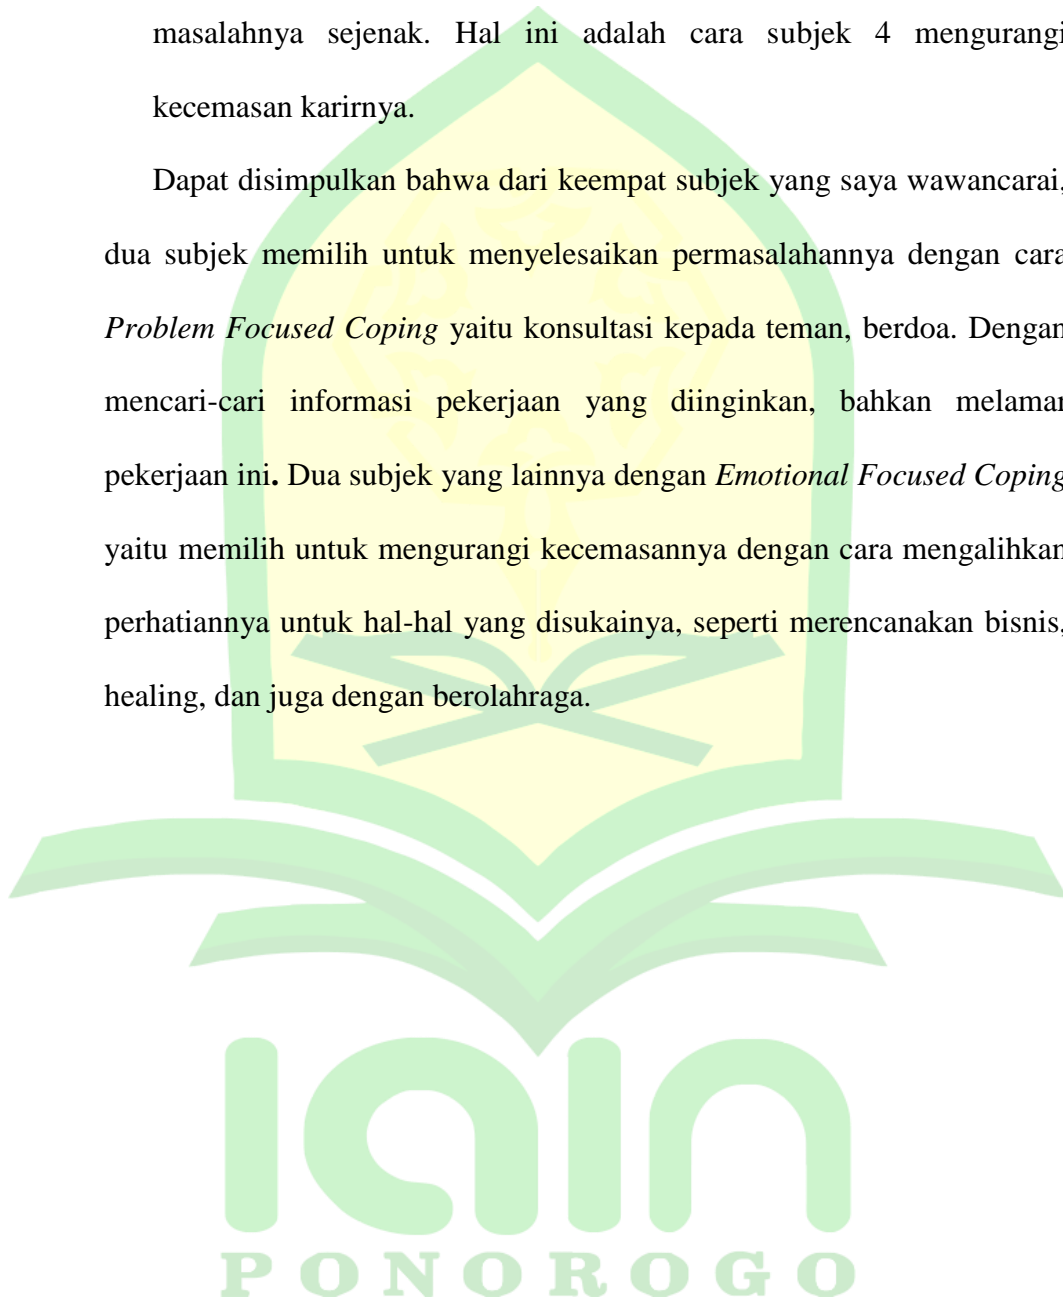 masalahnya sejenak. Hal ini adalah cara subjek 4 mengurangi
kecemasan karirnya.
Dapat disimpulkan bahwa dari keempat subjek yang saya wawancarai,
dua subjek memilih untuk menyelesaikan permasalahannya dengan cara
Problem Focused Coping yaitu konsultasi kepada teman, berdoa. Dengan
mencari-cari informasi pekerjaan yang diinginkan, bahkan melamar
pekerjaan ini. Dua subjek yang lainnya dengan Emotional Focused Coping
yaitu memilih untuk mengurangi kecemasannya dengan cara mengalihkan
perhatiannya untuk hal-hal yang disukainya, seperti merencanakan bisnis,
healing, dan juga dengan berolahraga.
iain
PONOROGO